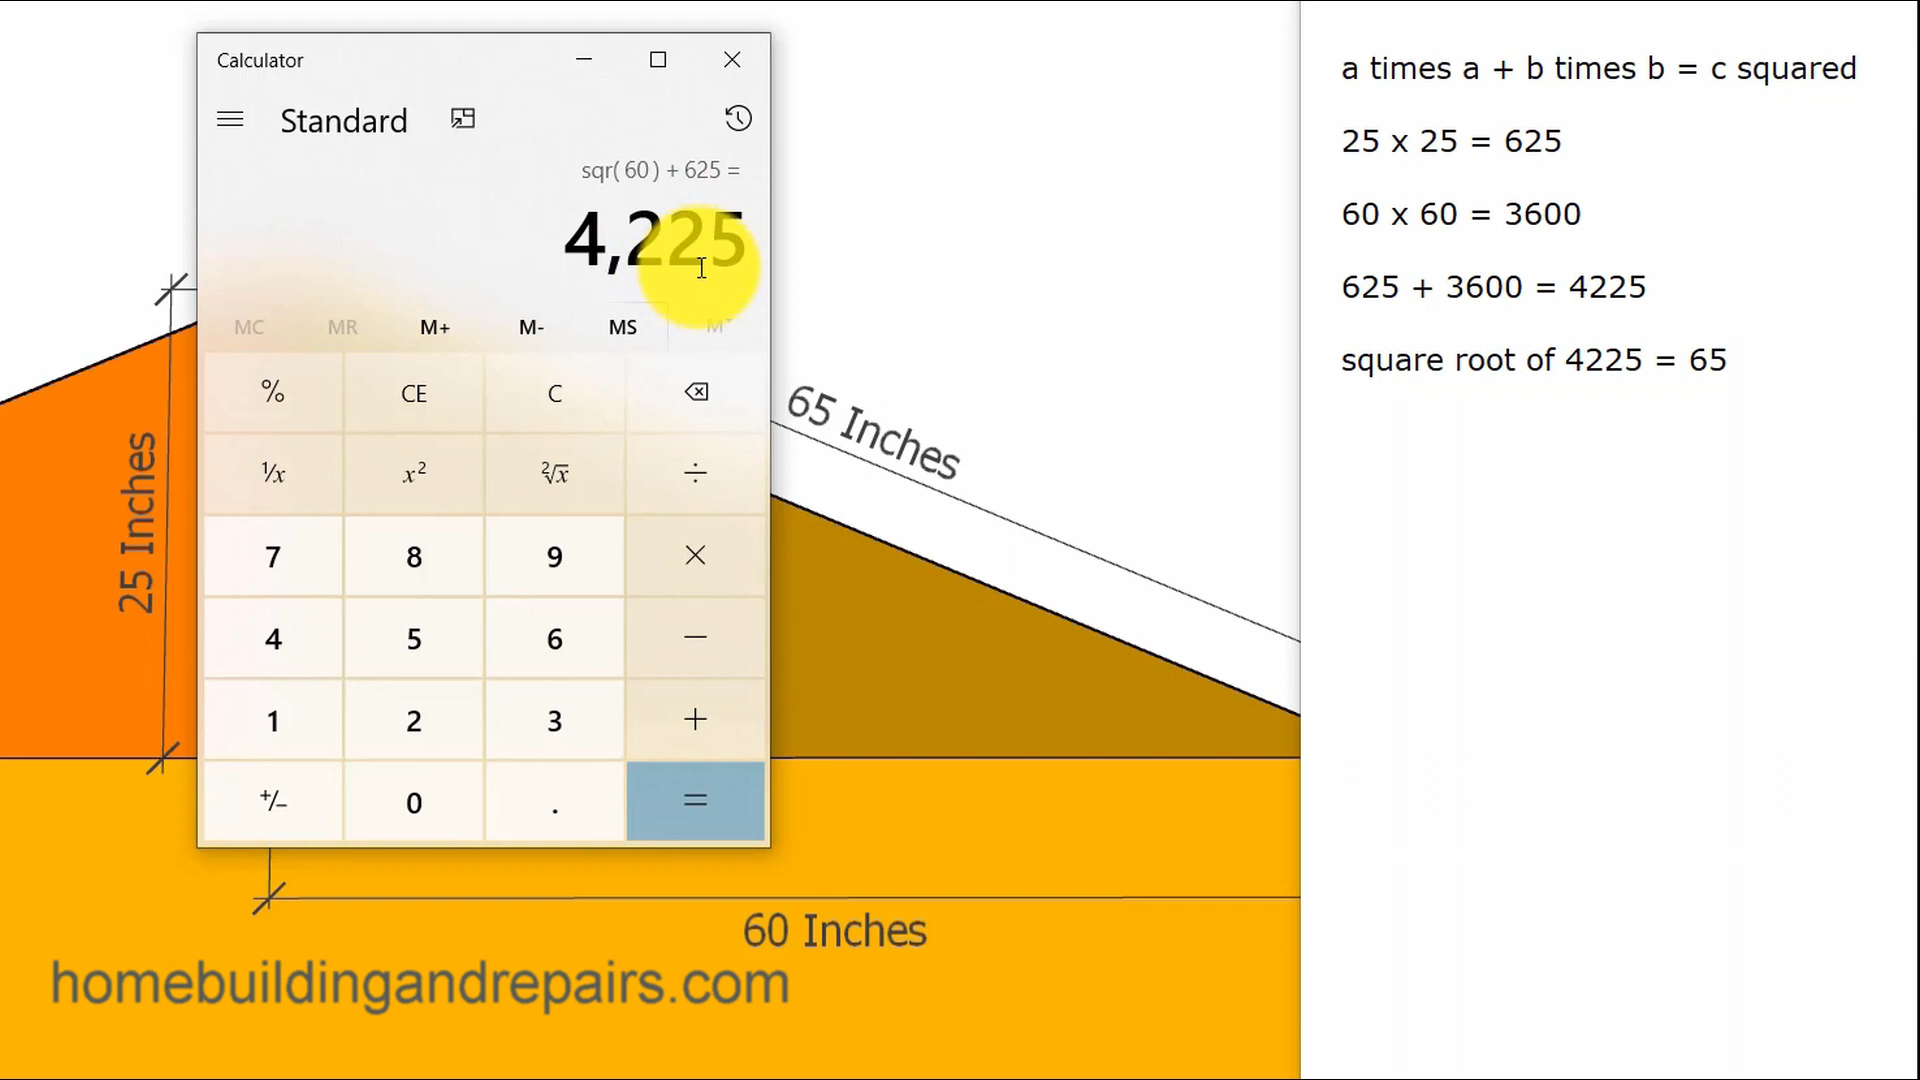 Calculator
Standard
sqr( 60 ) + 625 =
4,225
MC MR M+ M- MS M˅
% CE C
¹/x x² ²√x ÷
7 8 9 ×
4 5 6 −
1 2 3 +
+/− 0 . =
25 Inches
65 Inches
60 Inches
homebuildingandrepairs.com
a times a + b times b = c squared
25 x 25 = 625
60 x 60 = 3600
625 + 3600 = 4225
square root of 4225 = 65